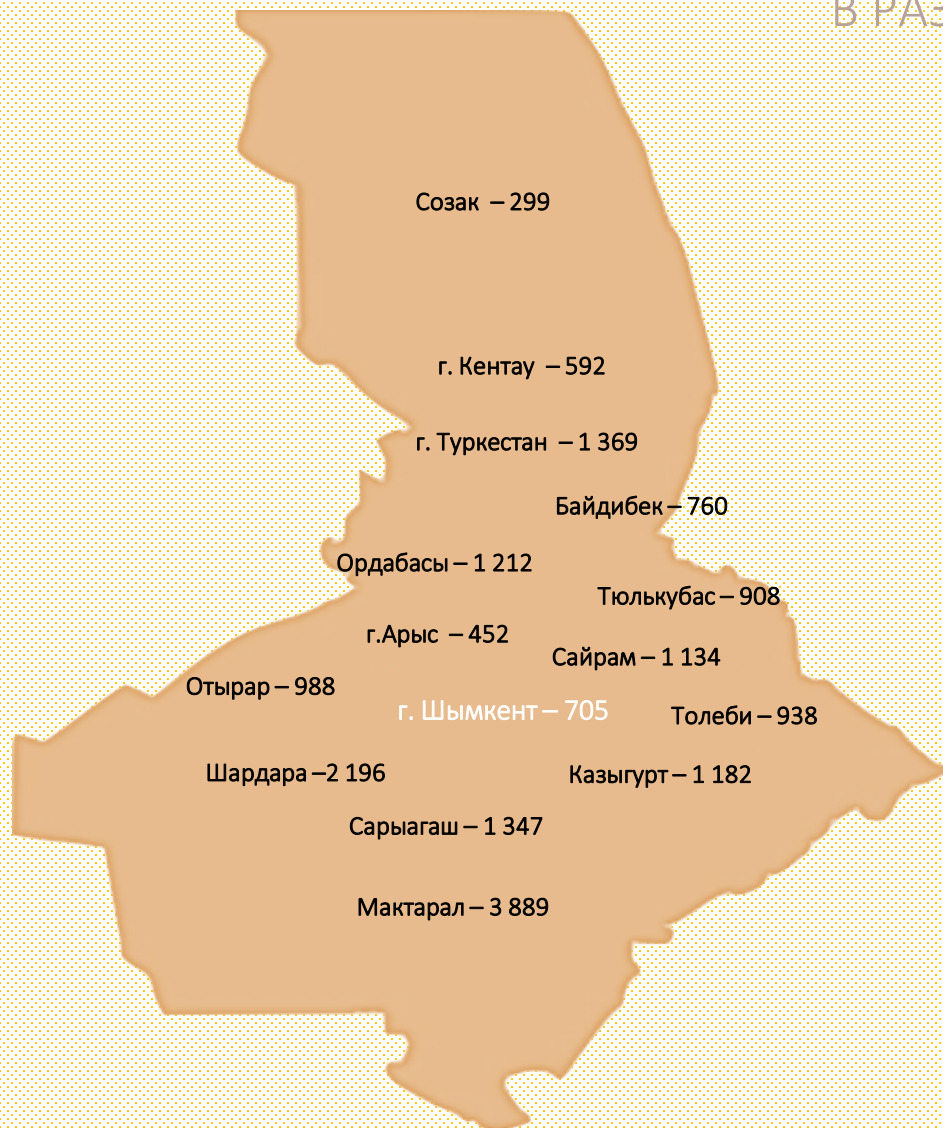 В РАз
Созак – 299
г. Кентау – 592
г. Туркестан – 1 369
Байдибек – 760
Ордабасы – 1 212
Тюлькубас – 908
г.Арыс – 452
Сайрам – 1 134
Отырар – 988
г. Шымкент – 705
Толеби – 938
Шардара –2 196
Казыгурт – 1 182
Сарыагаш – 1 347
Мактарал – 3 889